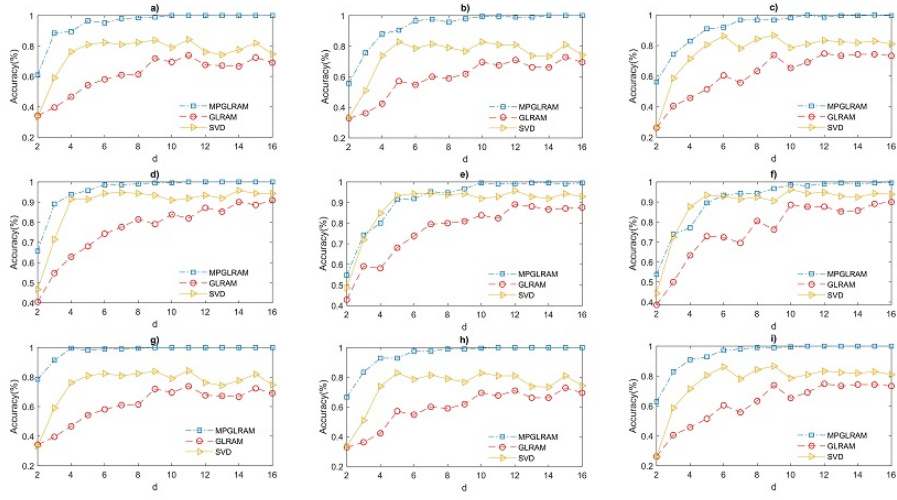 a)
Accuracy(%)
1
0.8
0.6
0.4
0.2
MPGLRAM
GLRAM
SVD
2 4 6 8 10 12 14 16
d
b)
Accuracy(%)
1
0.8
0.6
0.4
0.2
MPGLRAM
GLRAM
SVD
2 4 6 8 10 12 14 16
d
c)
Accuracy(%)
1
0.8
0.6
0.4
0.2
MPGLRAM
GLRAM
SVD
2 4 6 8 10 12 14 16
d
d)
Accuracy(%)
1
0.9
0.8
0.7
0.6
0.5
0.4
MPGLRAM
GLRAM
SVD
2 4 6 8 10 12 14 16
d
e)
Accuracy(%)
1
0.9
0.8
0.7
0.6
0.5
0.4
MPGLRAM
GLRAM
SVD
2 4 6 8 10 12 14 16
d
f)
Accuracy(%)
1
0.9
0.8
0.7
0.6
0.5
0.4
MPGLRAM
GLRAM
SVD
2 4 6 8 10 12 14 16
d
g)
Accuracy(%)
1
0.8
0.6
0.4
0.2
MPGLRAM
GLRAM
SVD
2 4 6 8 10 12 14 16
d
h)
Accuracy(%)
1
0.8
0.6
0.4
0.2
MPGLRAM
GLRAM
SVD
2 4 6 8 10 12 14 16
d
i)
Accuracy(%)
1
0.8
0.6
0.4
0.2
MPGLRAM
GLRAM
SVD
2 4 6 8 10 12 14 16
d